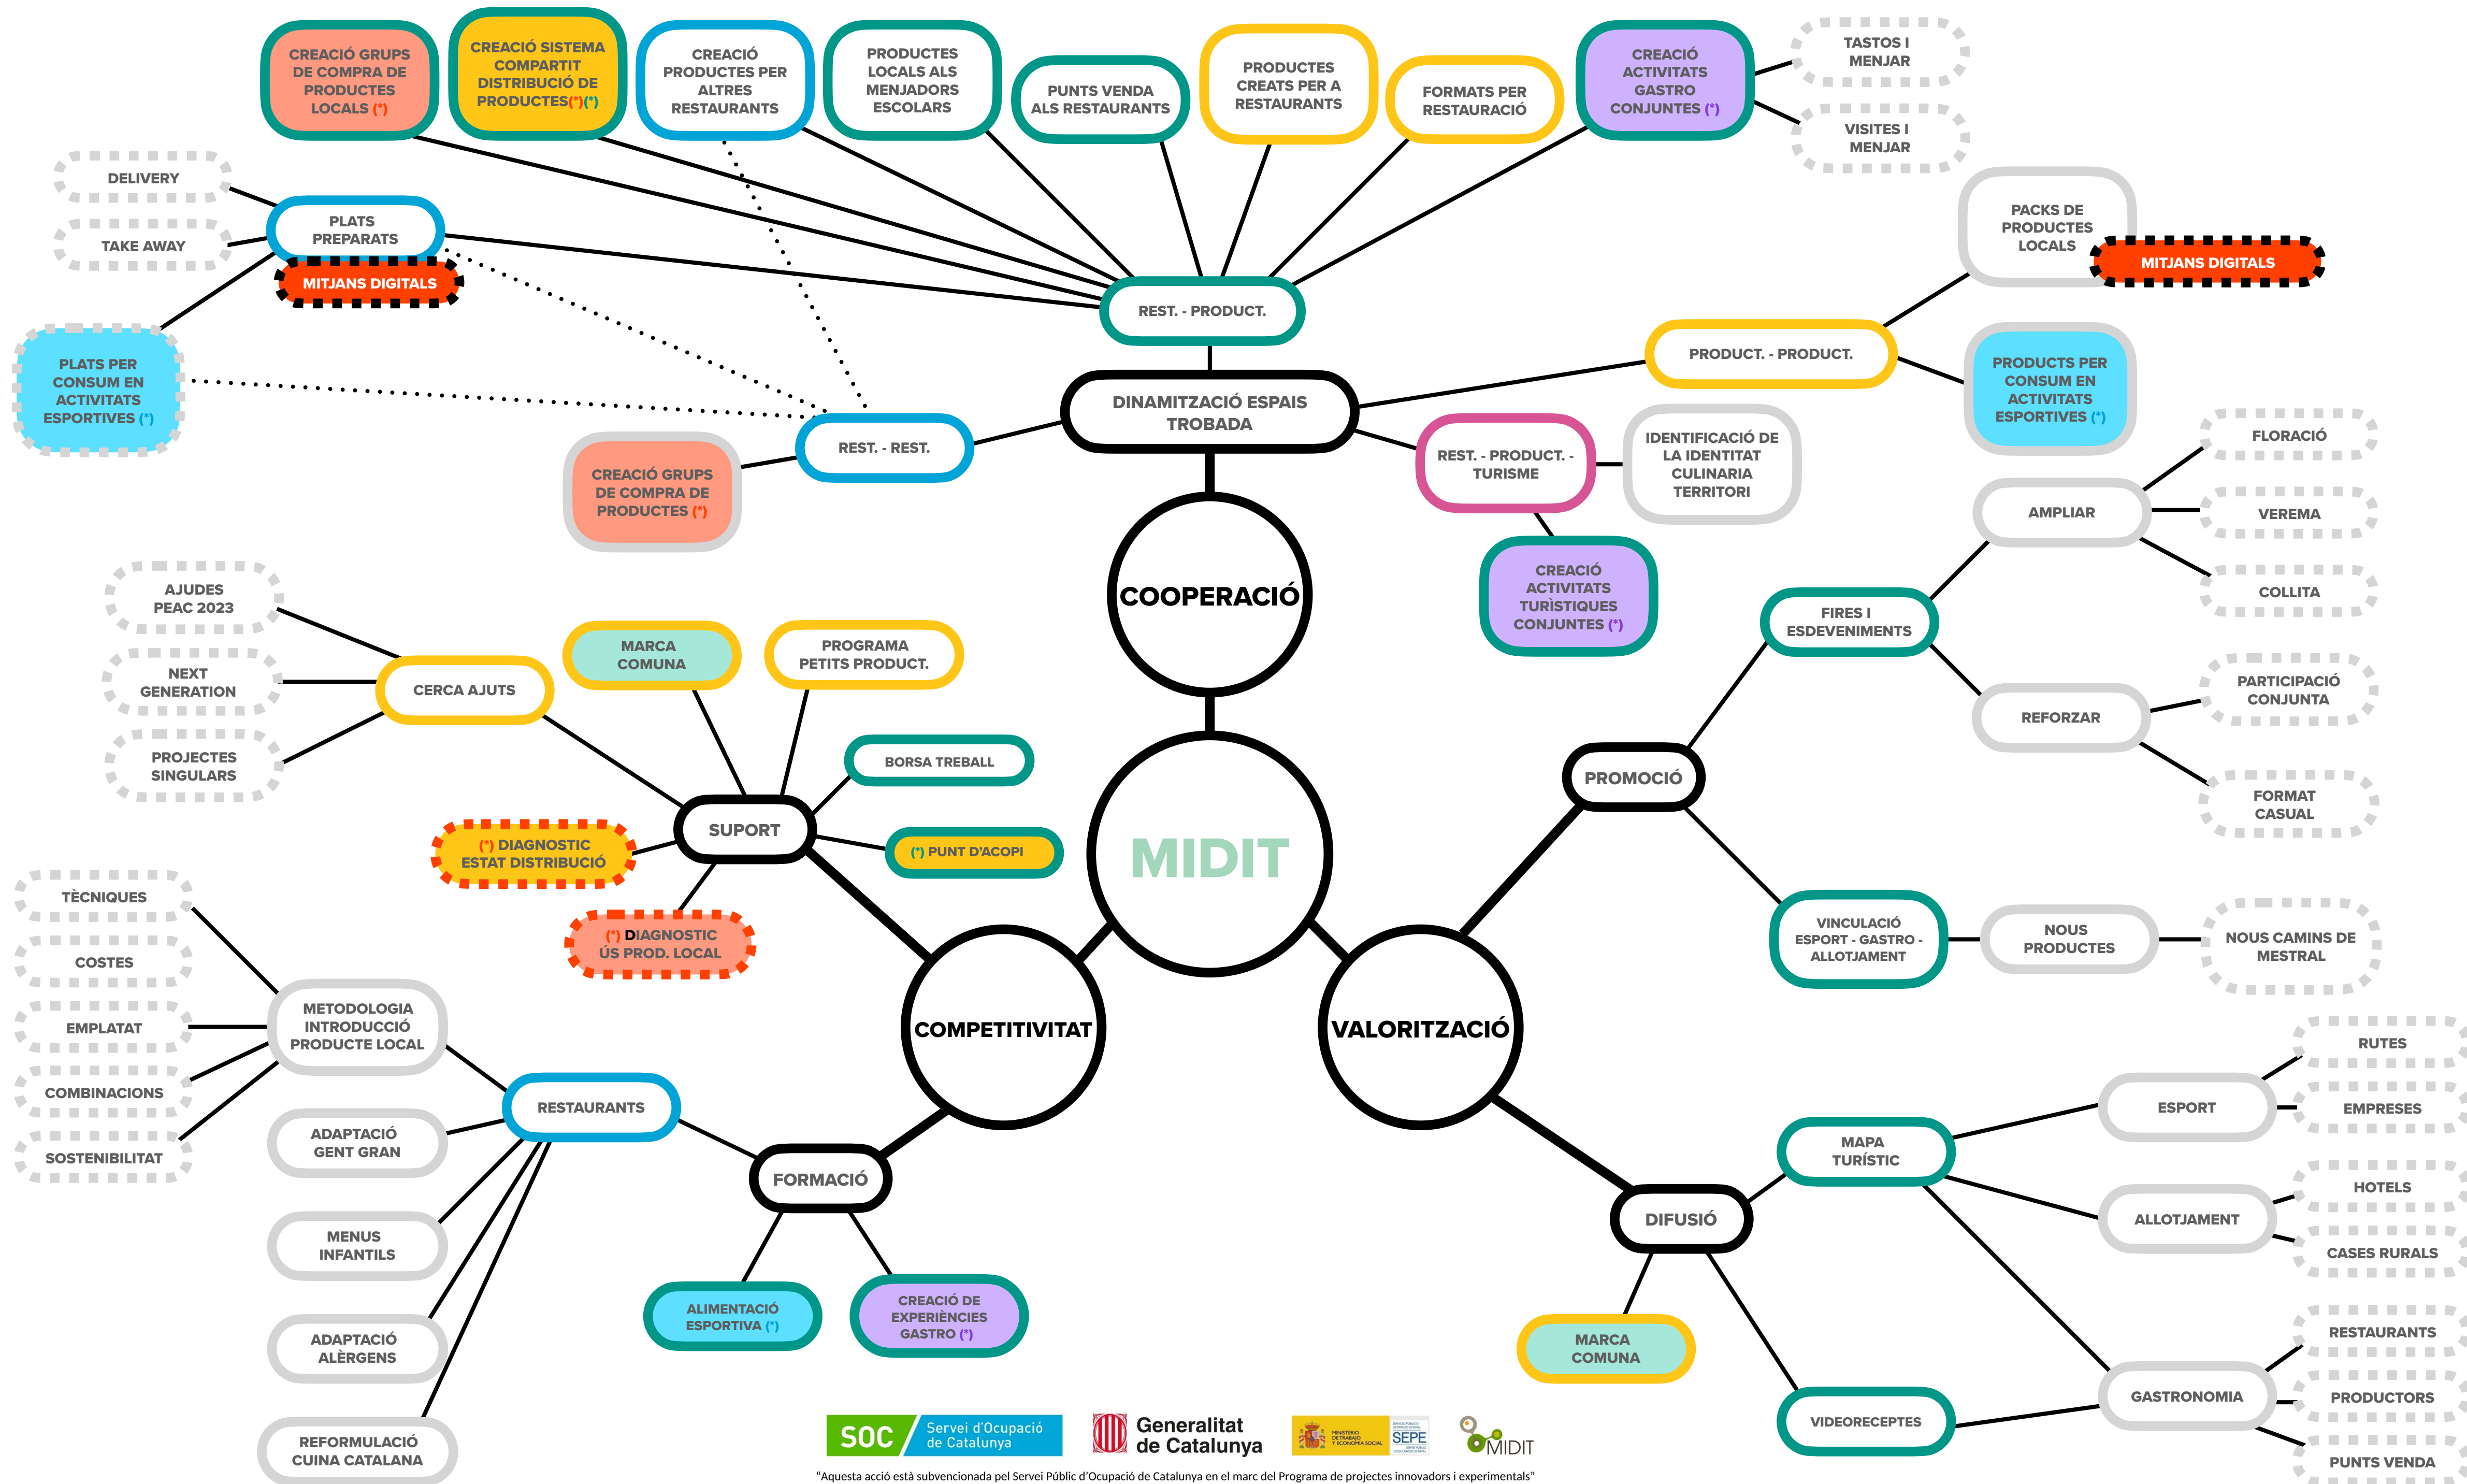 CREACIÓ GRUPS
DE COMPRA DE
PRODUCTES
LOCALS (*)
CREACIÓ SISTEMA
COMPARTIT
DISTRIBUCIÓ DE
PRODUCTES(*)(*)
CREACIÓ
PRODUCTES PER
ALTRES
RESTAURANTS
PRODUCTES
LOCALS ALS
MENJADORS
ESCOLARS
PUNTS VENDA
ALS RESTAURANTS
PRODUCTES
CREATS PER A
RESTAURANTS
FORMATS PER
RESTAURACIÓ
CREACIÓ
ACTIVITATS
GASTRO
CONJUNTES (*)
TASTOS I
MENJAR
VISITES I
MENJAR
DELIVERY
TAKE AWAY
PLATS
PREPARATS
MITJANS DIGITALS
PLATS PER
CONSUM EN
ACTIVITATS
ESPORTIVES (*)
REST. - PRODUCT.
PACKS DE
PRODUCTES
LOCALS
MITJANS DIGITALS
PRODUCT. - PRODUCT.
PRODUCTS PER
CONSUM EN
ACTIVITATS
ESPORTIVES (*)
DINAMITZACIÓ ESPAIS
TROBADA
REST. - REST.
CREACIÓ GRUPS
DE COMPRA DE
PRODUCTES (*)
REST. - PRODUCT. -
TURISME
IDENTIFICACIÓ DE
LA IDENTITAT
CULINARIA
TERRITORI
CREACIÓ
ACTIVITATS
TURÌSTIQUES
CONJUNTES (*)
COOPERACIÓ
FLORACIÓ
AMPLIAR
VEREMA
COLLITA
FIRES I
ESDEVENIMENTS
PARTICIPACIÓ
CONJUNTA
REFORZAR
FORMAT
CASUAL
PROMOCIÓ
AJUDES
PEAC 2023
NEXT
GENERATION
PROJECTES
SINGULARS
CERCA AJUTS
MARCA
COMUNA
PROGRAMA
PETITS PRODUCT.
BORSA TREBALL
SUPORT
(*) PUNT D'ACOPI
(*) DIAGNOSTIC
ESTAT DISTRIBUCIÓ
(*) DIAGNOSTIC
ÚS PROD. LOCAL
MIDIT
VINCULACIÓ
ESPORT - GASTRO -
ALLOTJAMENT
NOUS
PRODUCTES
NOUS CAMINS DE
MESTRAL
TÈCNIQUES
COSTES
EMPLATAT
COMBINACIONS
SOSTENIBILITAT
METODOLOGIA
INTRODUCCIÓ
PRODUCTE LOCAL
ADAPTACIÓ
GENT GRAN
MENUS
INFANTILS
ADAPTACIÓ
ALÈRGENS
REFORMULACIÓ
CUINA CATALANA
RESTAURANTS
COMPETITIVITAT
VALORITZACIÓ
FORMACIÓ
ALIMENTACIÓ
ESPORTIVA (*)
CREACIÓ DE
EXPERIÈNCIES
GASTRO (*)
DIFUSIÓ
MAPA
TURÍSTIC
ESPORT
RUTES
EMPRESES
ALLOTJAMENT
HOTELS
CASES RURALS
MARCA
COMUNA
VIDEORECEPTES
GASTRONOMIA
RESTAURANTS
PRODUCTORS
PUNTS VENDA
SOC
Servei d'Ocupació
de Catalunya
Generalitat
de Catalunya
MINISTERIO
DE TRABAJO
Y ECONOMÍA SOCIAL
SEPE
MIDIT
“Aquesta acció està subvencionada pel Servei Públic d'Ocupació de Catalunya en el marc del Programa de projectes innovadors i experimentals”